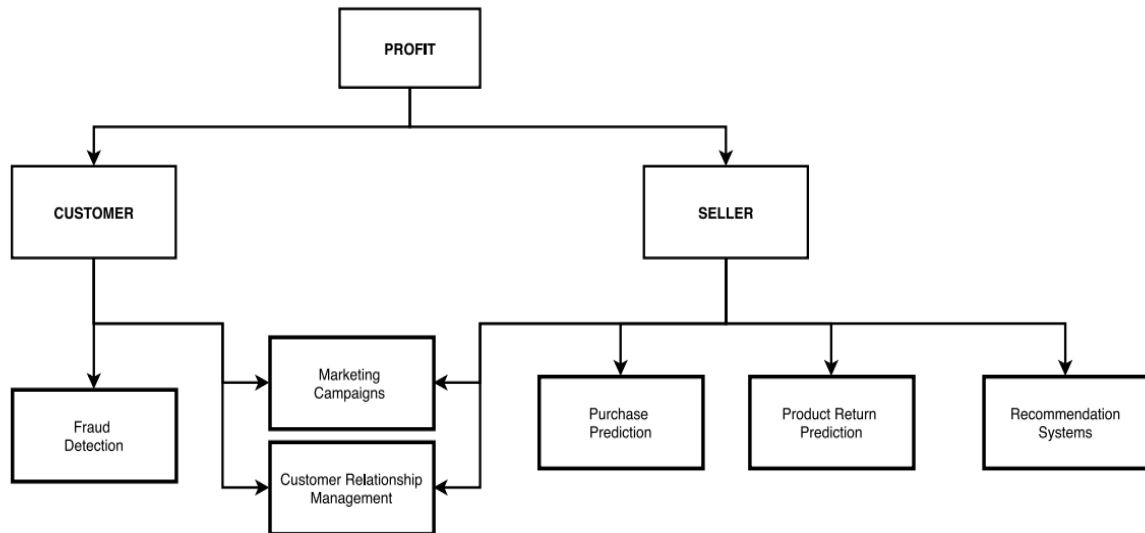 PROFIT
CUSTOMER
SELLER
Fraud
Detection
Marketing
Campaigns
Customer Relationship
Management
Purchase
Prediction
Product Return
Prediction
Recommendation
Systems